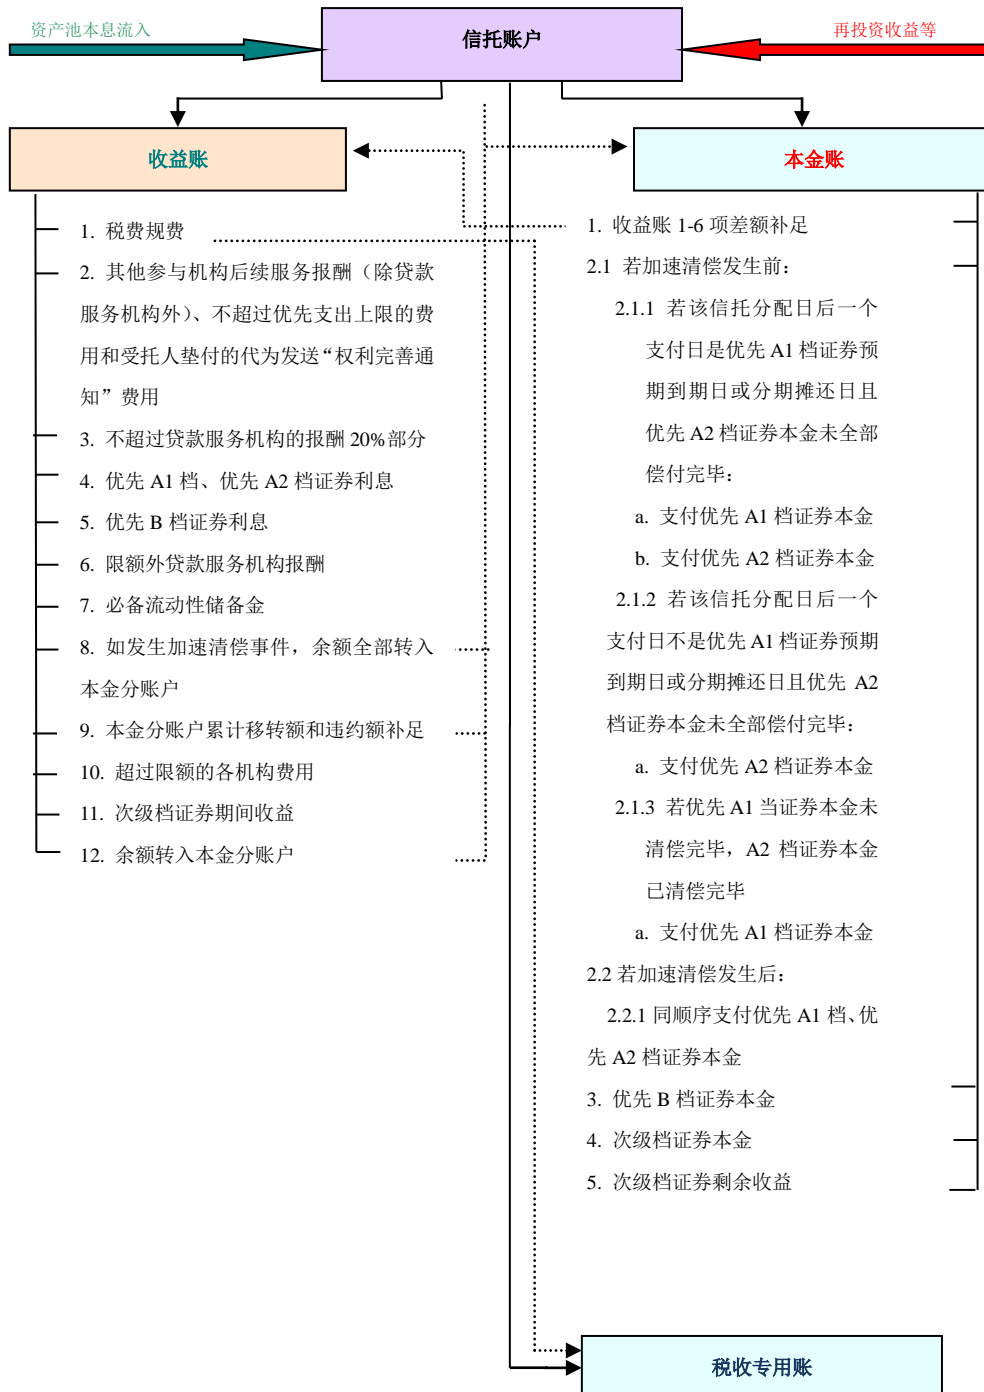 资产池本息流入
信托账户
再投资收益等
收益账
本金账
1. 税费规费
2. 其他参与机构后续服务报酬（除贷款
服务机构外）、不超过优先支出上限的费
用和受托人垫付的代为发送“权利完善通
知”费用
3. 不超过贷款服务机构的报酬 20%部分
4. 优先 A1 档、优先 A2 档证券利息
5. 优先 B 档证券利息
6. 限额外贷款服务机构报酬
7. 必备流动性储备金
8. 如发生加速清偿事件，余额全部转入
本金分账户
9. 本金分账户累计移转额和违约额补足
10. 超过限额的各机构费用
11. 次级档证券期间收益
12. 余额转入本金分账户
1. 收益账 1-6 项差额补足
2.1 若加速清偿发生前：
2.1.1 若该信托分配日后一个
支付日是优先 A1 档证券预
期到期日或分期摊还日且
优先 A2 档证券本金未全部
偿付完毕：
a. 支付优先 A1 档证券本金
b. 支付优先 A2 档证券本金
2.1.2 若该信托分配日后一个
支付日不是优先 A1 档证券预期
到期日或分期摊还日且优先 A2
档证券本金未全部偿付完毕：
a. 支付优先 A2 档证券本金
2.1.3 若优先 A1 当证券本金未
清偿完毕，A2 档证券本金
已清偿完毕
a. 支付优先 A1 档证券本金
2.2 若加速清偿发生后：
2.2.1 同顺序支付优先 A1 档、优
先 A2 档证券本金
3. 优先 B 档证券本金
4. 次级档证券本金
5. 次级档证券剩余收益
税收专用账